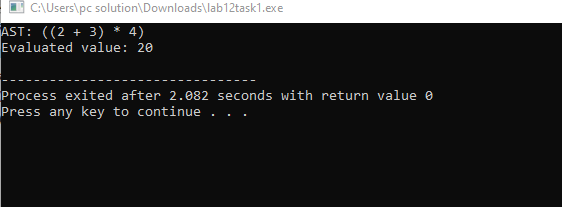 C:\Users\pc solution\Downloads\lab12task1.exe
AST: ((2 + 3) * 4)
Evaluated value: 20
--------------------------------
Process exited after 2.082 seconds with return value 0
Press any key to continue . . .